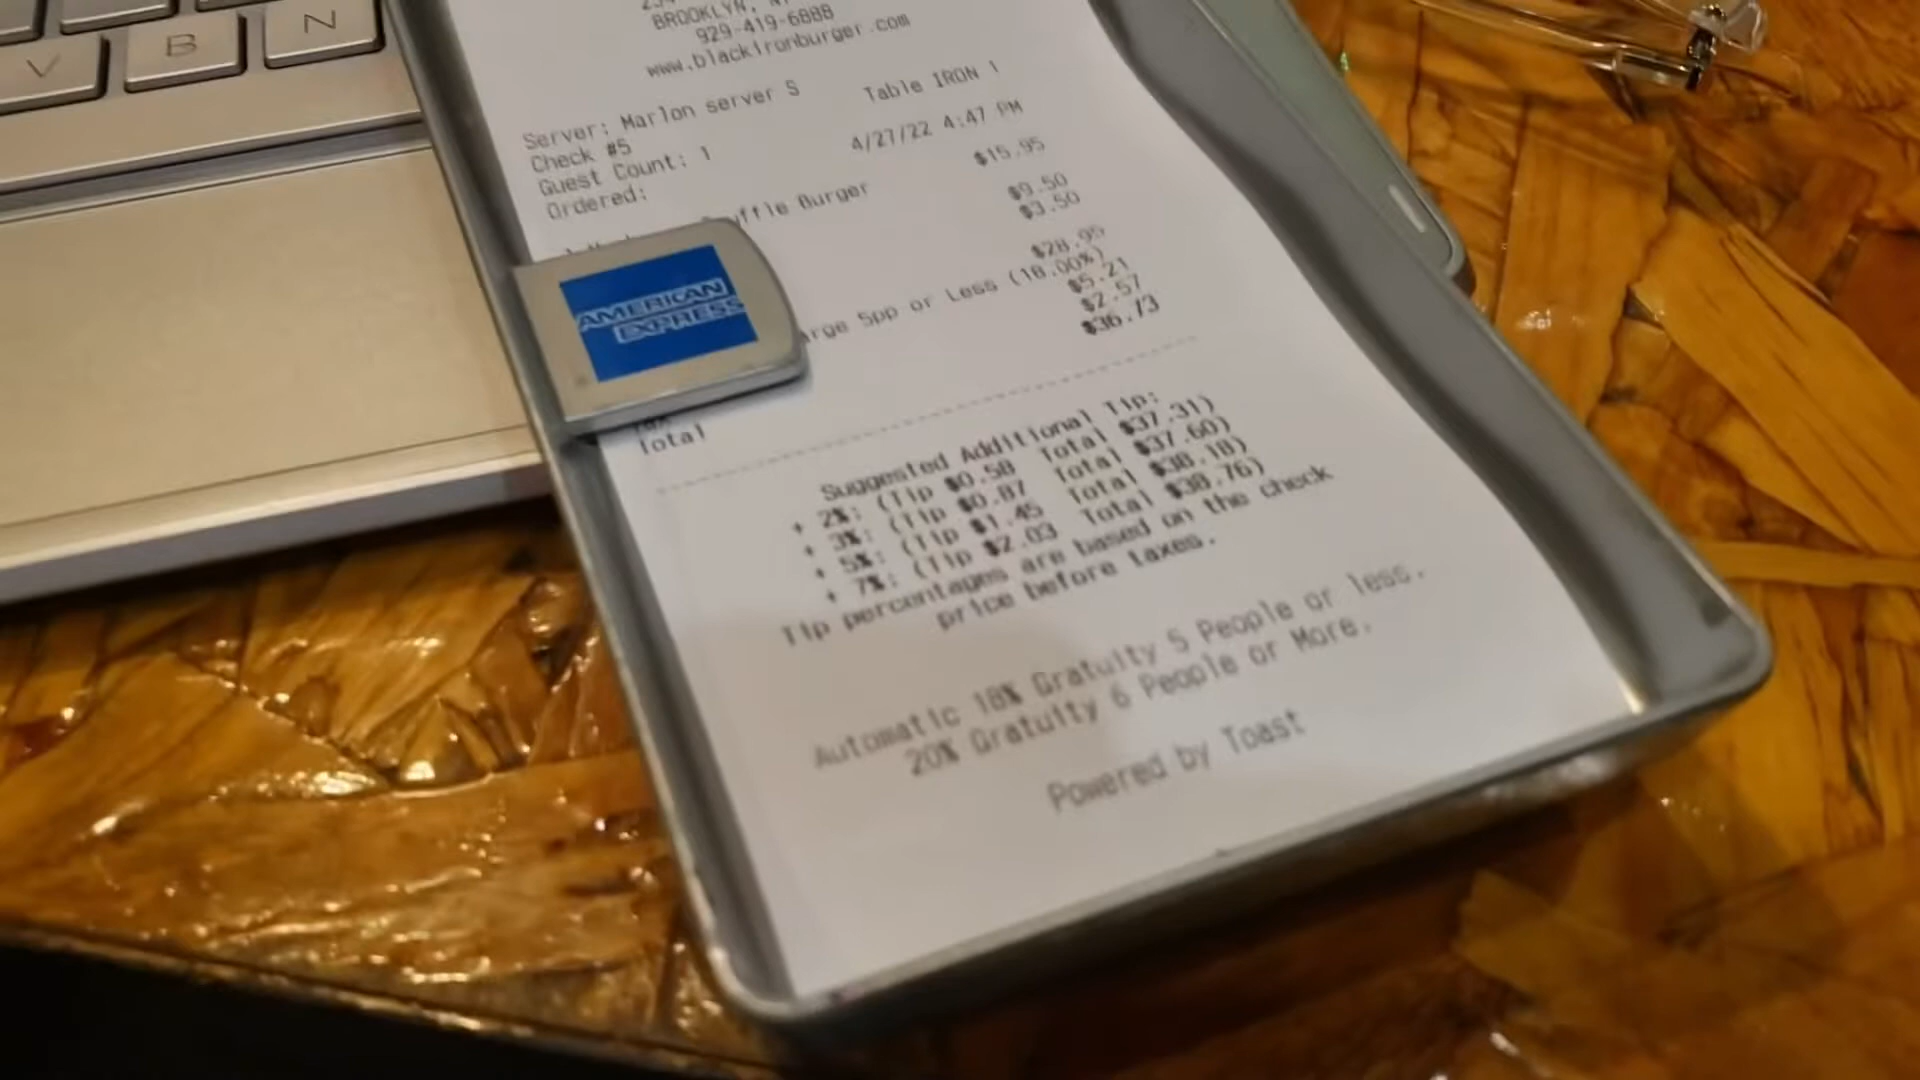 V B N
BROOKLYN,
929-419-6888
www.blackironburger.com
Server: Marlon server S
Table IRON 1
Check #5
4/27/22 4:47 PM
Guest Count: 1
Ordered:
Burger $15.95
$9.50
$3.50
$28.95
5pp or Less (18.00%)
$5.21
$2.57
Total $36.73
AMERICAN
EXPRESS
Suggested Additional Tip:
+ 2%: (Tip $0.58 Total $37.31)
+ 3%: (Tip $0.87 Total $37.60)
+ 5%: (Tip $1.45 Total $38.18)
+ 7%: (Tip $2.03 Total $38.76)
Tip percentages are based on the check
price before taxes.
Automatic 18% Gratuity 5 People or less.
20% Gratuity 6 People or More.
Powered by Toast